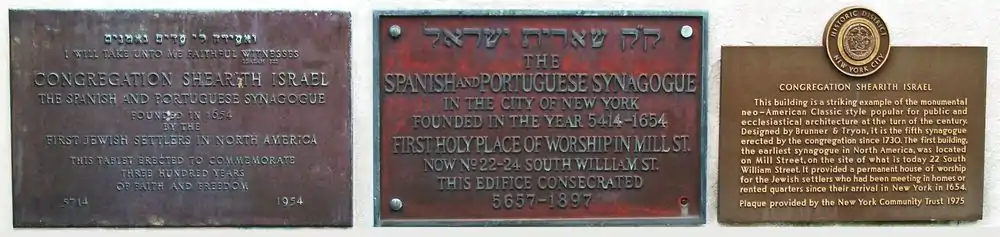 ואעידה לי עדים נאמנים
I WILL TAKE UNTO ME FAITHFUL WITNESSES
ISAIAH
CONGREGATION SHEARITH ISRAEL
THE SPANISH AND PORTUGUESE SYNAGOGUE
FOUNDED IN 1654
BY THE
FIRST JEWISH SETTLERS IN NORTH AMERICA
THIS TABLET ERECTED TO COMMEMORATE
THREE HUNDRED YEARS
OF FAITH AND FREEDOM
5714 1954
ק״ק שארית ישראל
THE
SPANISH AND PORTUGUESE SYNAGOGUE
IN THE CITY OF NEW YORK
FOUNDED IN THE YEAR 5414-1654
FIRST HOLY PLACE OF WORSHIP IN MILL ST.
NOW Nº 22-24 SOUTH WILLIAM ST.
THIS EDIFICE CONSECRATED
5657-1897
HISTORIC DISTRICT
NEW YORK CITY
CONGREGATION SHEARITH ISRAEL
This building is a striking example of the monumental
neo-American Classic style popular for public and
ecclesiastical architecture at the turn of the century.
Designed by Brunner & Tryon, it is the fifth synagogue
erected by the congregation since 1730. The first building,
the earliest synagogue in North America, was located
on Mill Street, on the site of what is today 22 South
William Street. It provided a permanent house of worship
for the Jewish settlers who had been meeting in homes or
rented quarters since their arrival in New York in 1654.
Plaque provided by the New York Community Trust 1975